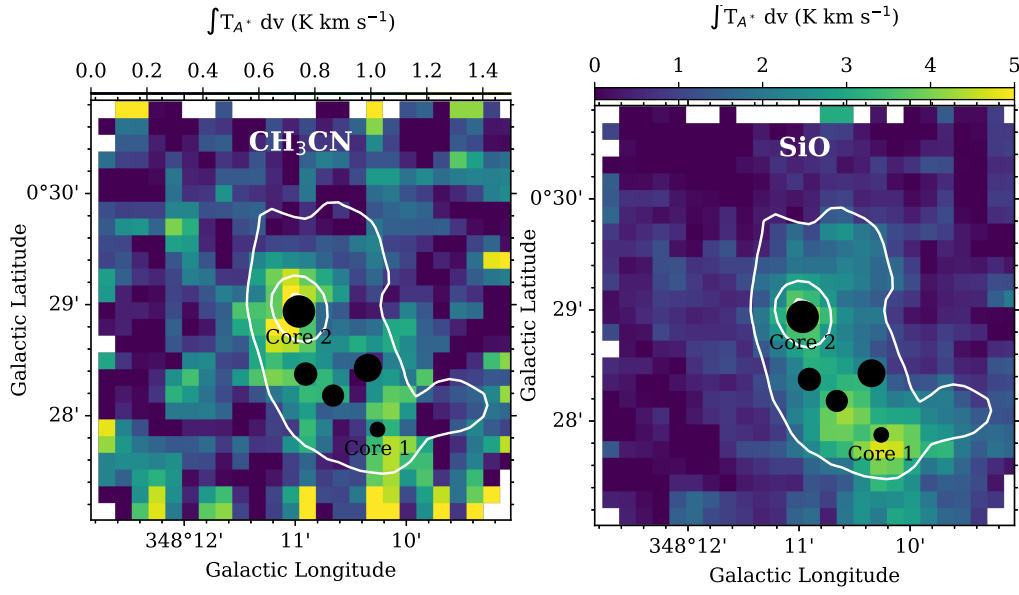 ∫T_A* dv (K km s⁻¹)
0.0 0.2 0.4 0.6 0.8 1.0 1.2 1.4
CH₃CN
0°30'
29'
28'
Core 2
Core 1
348°12' 11' 10'
Galactic Longitude
Galactic Latitude
∫T_A* dv (K km s⁻¹)
0 1 2 3 4 5
SiO
0°30'
29'
28'
Core 2
Core 1
348°12' 11' 10'
Galactic Longitude
Galactic Latitude